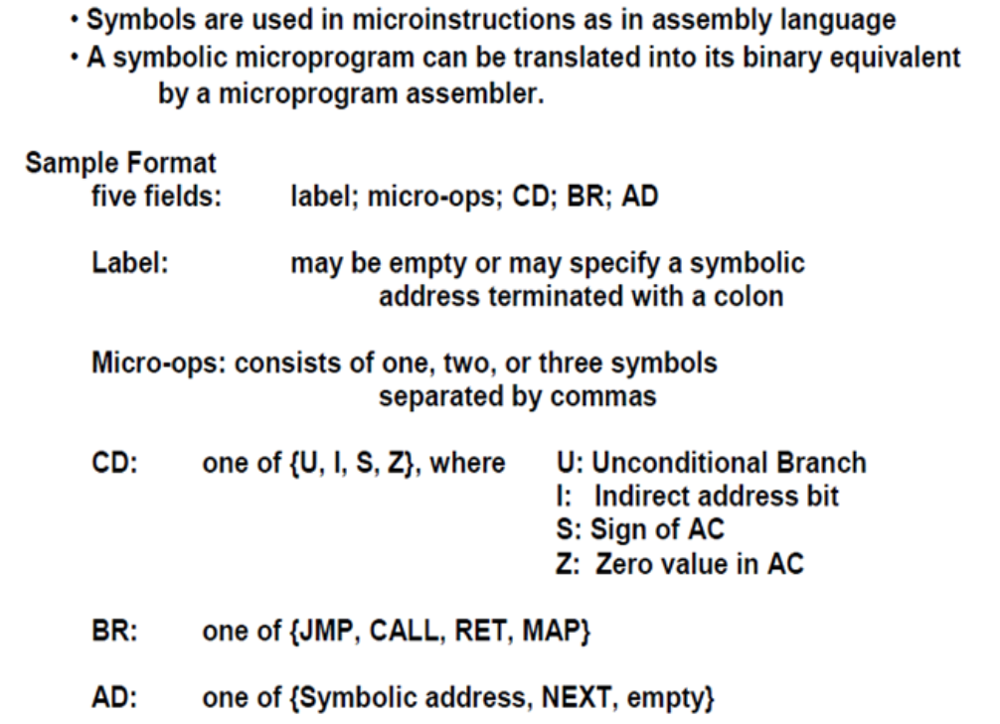 • Symbols are used in microinstructions as in assembly language
• A symbolic microprogram can be translated into its binary equivalent
by a microprogram assembler.
Sample Format
five fields: label; micro-ops; CD; BR; AD
Label: may be empty or may specify a symbolic
address terminated with a colon
Micro-ops: consists of one, two, or three symbols
separated by commas
CD: one of {U, I, S, Z}, where U: Unconditional Branch
I: Indirect address bit
S: Sign of AC
Z: Zero value in AC
BR: one of {JMP, CALL, RET, MAP}
AD: one of {Symbolic address, NEXT, empty}